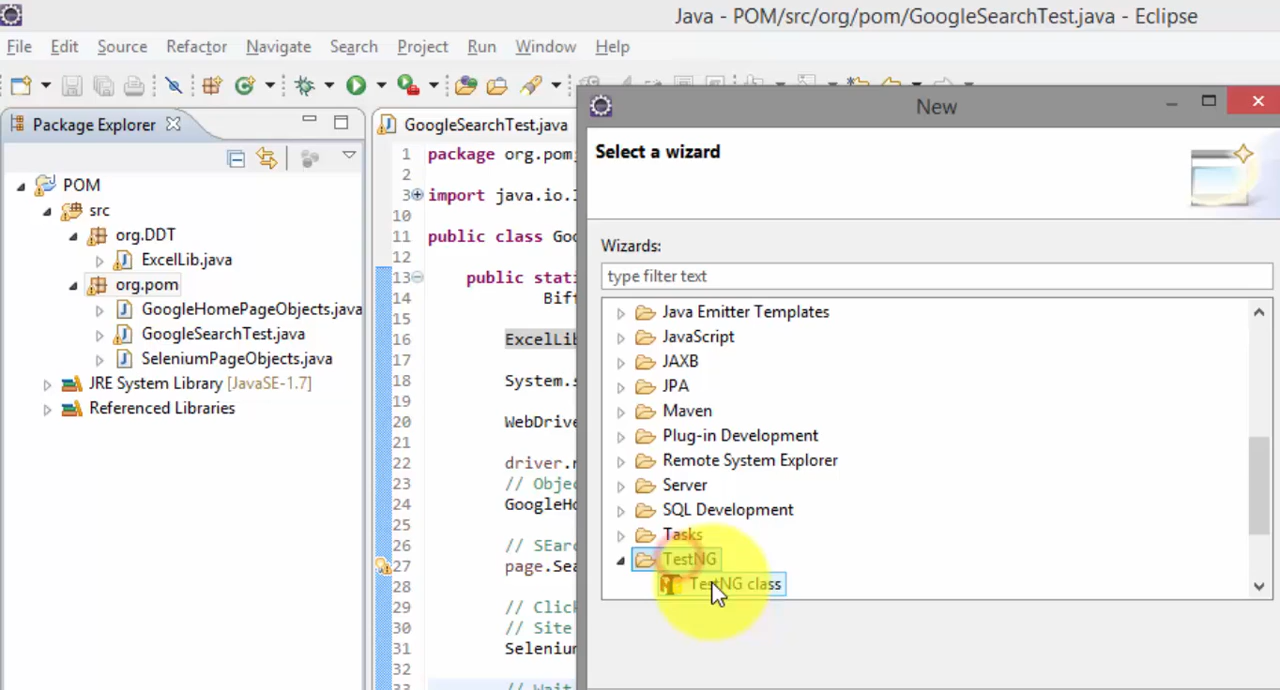 Java - POM/src/org/pom/GoogleSearchTest.java - Eclipse
File Edit Source Refactor Navigate Search Project Run Window Help
Package Explorer
POM
src
org.DDT
ExcelLib.java
org.pom
GoogleHomePageObjects.java
GoogleSearchTest.java
SeleniumPageObjects.java
JRE System Library [JavaSE-1.7]
Referenced Libraries
GoogleSearchTest.java
1 package org.pom;
2
3 import java.io.
10
11 public class Goo
12
13 public stati
14 Biff
15
16 ExcelLib
17
18 System.s
19
20 WebDrive
21
22 driver.
23 // Objec
24 GoogleHo
25
26 // SEarc
27 page.Sea
28
29 // Click
30 // Site
31 Selenium
32
33 // Wait
New
Select a wizard
Wizards:
type filter text
Java Emitter Templates
JavaScript
JAXB
JPA
Maven
Plug-in Development
Remote System Explorer
Server
SQL Development
Tasks
TestNG
TestNG class